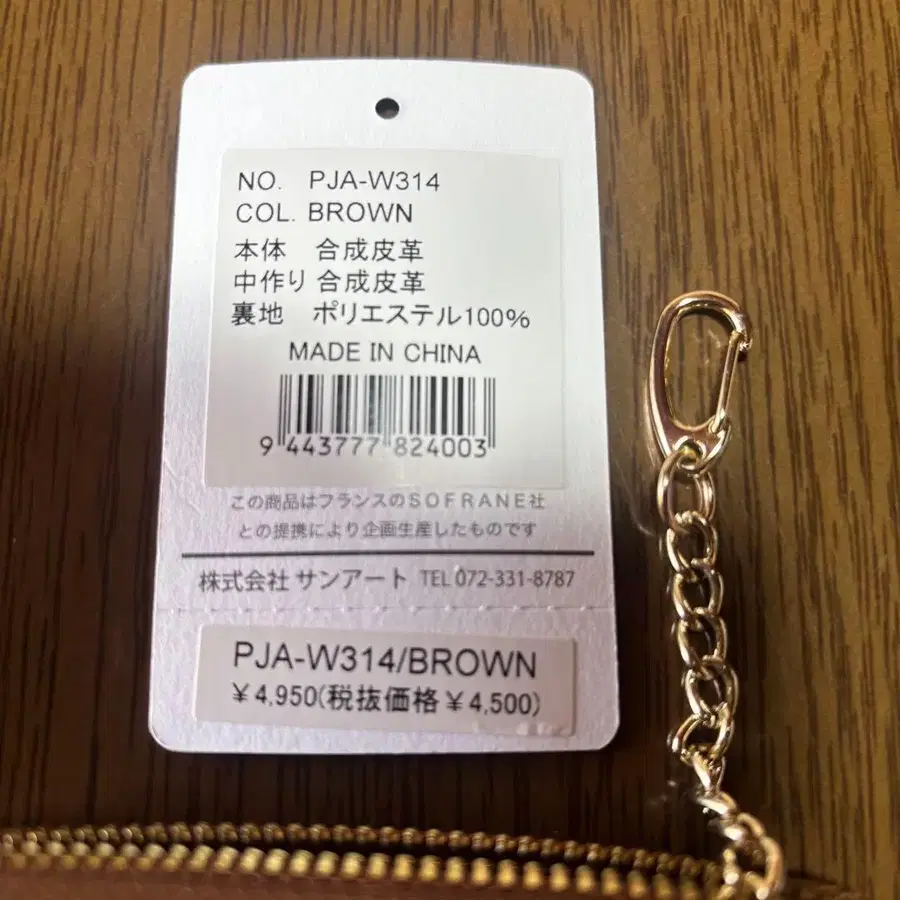 NO. PJA-W314
COL. BROWN
本体 合成皮革
中作り 合成皮革
裏地 ポリエステル100%
MADE IN CHINA
9 443777 824003
この商品はフランスのSOFRANE社
との提携により企画生産したものです
株式会社 サンアート TEL 072-331-8787
PJA-W314/BROWN
¥4,950(税抜価格¥4,500)